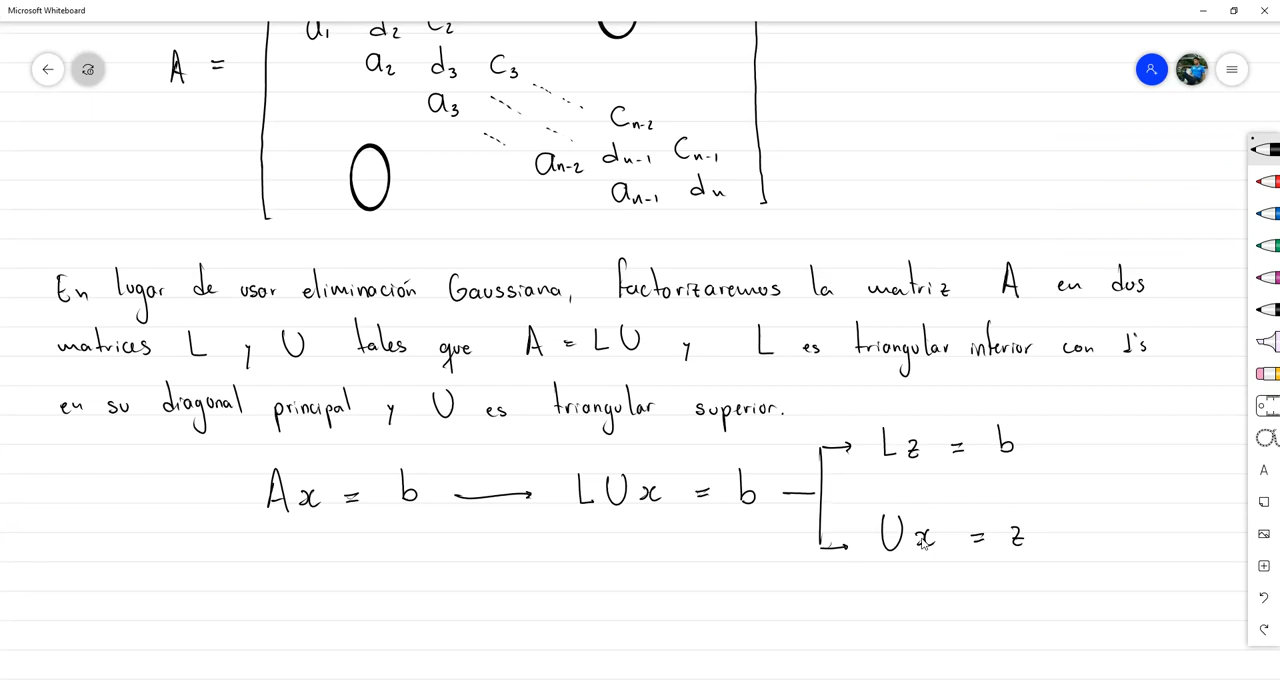 Microsoft Whiteboard
a₁ d₂ c₂ 0
A = a₂ d₃ c₃
a₃
cₙ₋₂
0 aₙ₋₂ dₙ₋₁ cₙ₋₁
aₙ₋₁ dₙ
En lugar de usar eliminación Gaussiana, factorizaremos la matriz A en dos
matrices L y U tales que A = LU y L es triangular inferior con 1's
en su diagonal principal y U es triangular superior.
Lz = b
Ax = b → LUx = b
Ux = z
A